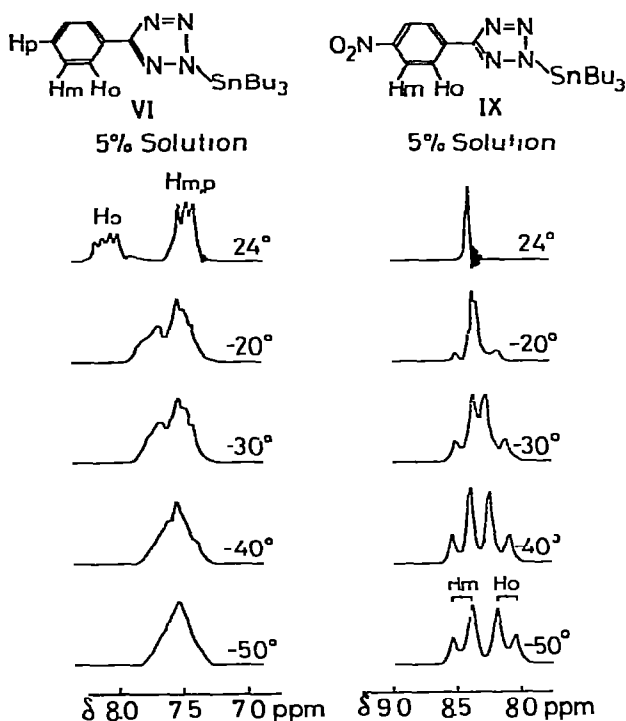 N=N
Hp
N
N–N
Hm Ho
SnBu3
VI
5% Solution
Ho
Hm,p
24°
-20°
-30°
-40°
-50°
δ 8.0 7.5 7.0 ppm
N=N
O2N
N
N–N
Hm Ho
SnBu3
IX
5% Solution
24°
-20°
-30°
-40°
Hm Ho
-50°
δ 9.0 8.5 8.0 ppm